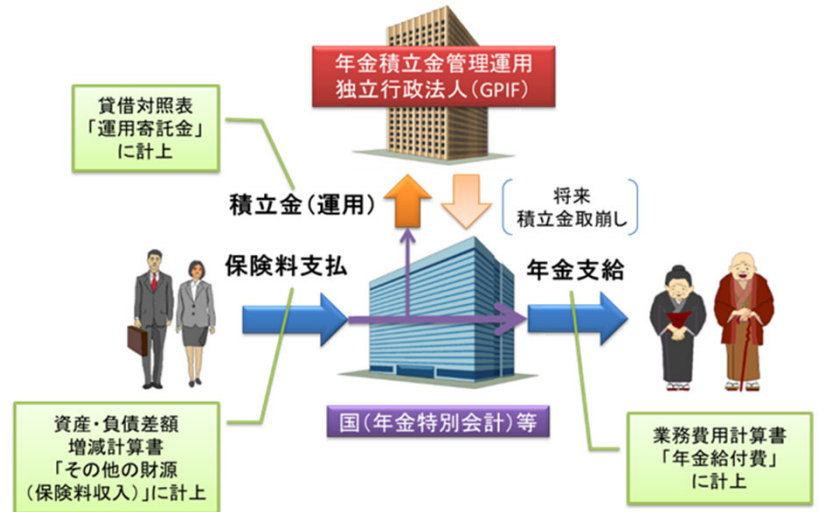 年金積立金管理運用
独立行政法人(GPIF)
貸借対照表
「運用寄託金」
に計上
積立金(運用)
将来
積立金取崩し
保険料支払
年金支給
国(年金特別会計)等
資産・負債差額
増減計算書
「その他の財源
(保険料収入)」に計上
業務費用計算書
「年金給付費」
に計上